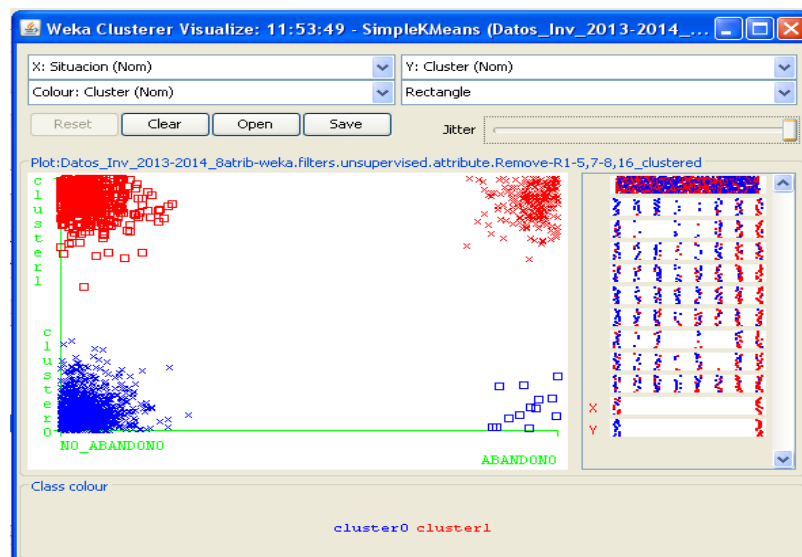 Weka Clusterer Visualize: 11:53:49 - SimpleKMeans (Datos_Inv_2013-2014_...
X: Situacion (Nom)
Y: Cluster (Nom)
Colour: Cluster (Nom)
Rectangle
Reset
Clear
Open
Save
Jitter
Plot:Datos_Inv_2013-2014_8atrib-weka.filters.unsupervised.attribute.Remove-R1-5,7-8,16_clustered
cluster1
cluster0
NO_ABANDONO
ABANDONO
X
Y
Class colour
cluster0 cluster1